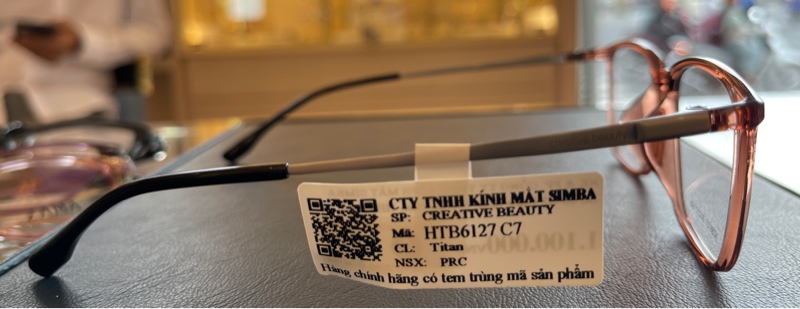 CTY TNHH KÍNH MẮT SIMBA
SP: CREATIVE BEAUTY
Mã: HTB6127 C7
CL: Titan
NSX: PRC
Hàng chính hãng có tem trùng mã sản phẩm